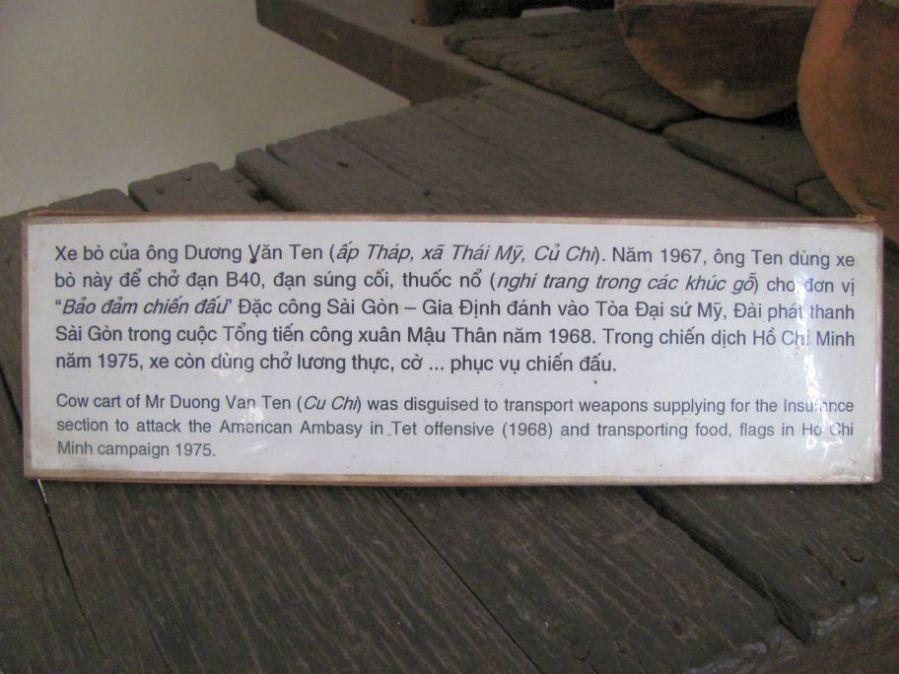 Xe bò của ông Dương Văn Ten (ấp Tháp, xã Thái Mỹ, Củ Chi). Năm 1967, ông Ten dùng xe
bò này để chở đạn B40, đạn súng cối, thuốc nổ (nghi trang trong các khúc gỗ) cho đơn vị
“Bảo đảm chiến đấu” Đặc công Sài Gòn – Gia Định đánh vào Tòa Đại sứ Mỹ, Đài phát thanh
Sài Gòn trong cuộc Tổng tiến công xuân Mậu Thân năm 1968. Trong chiến dịch Hồ Chí Minh
năm 1975, xe còn dùng chở lương thực, cờ ... phục vụ chiến đấu.
Cow cart of Mr Duong Van Ten (Cu Chi) was disguised to transport weapons supplying for the Insurance
section to attack the American Ambasy in Tet offensive (1968) and transporting food, flags in Ho Chi
Minh campaign 1975.